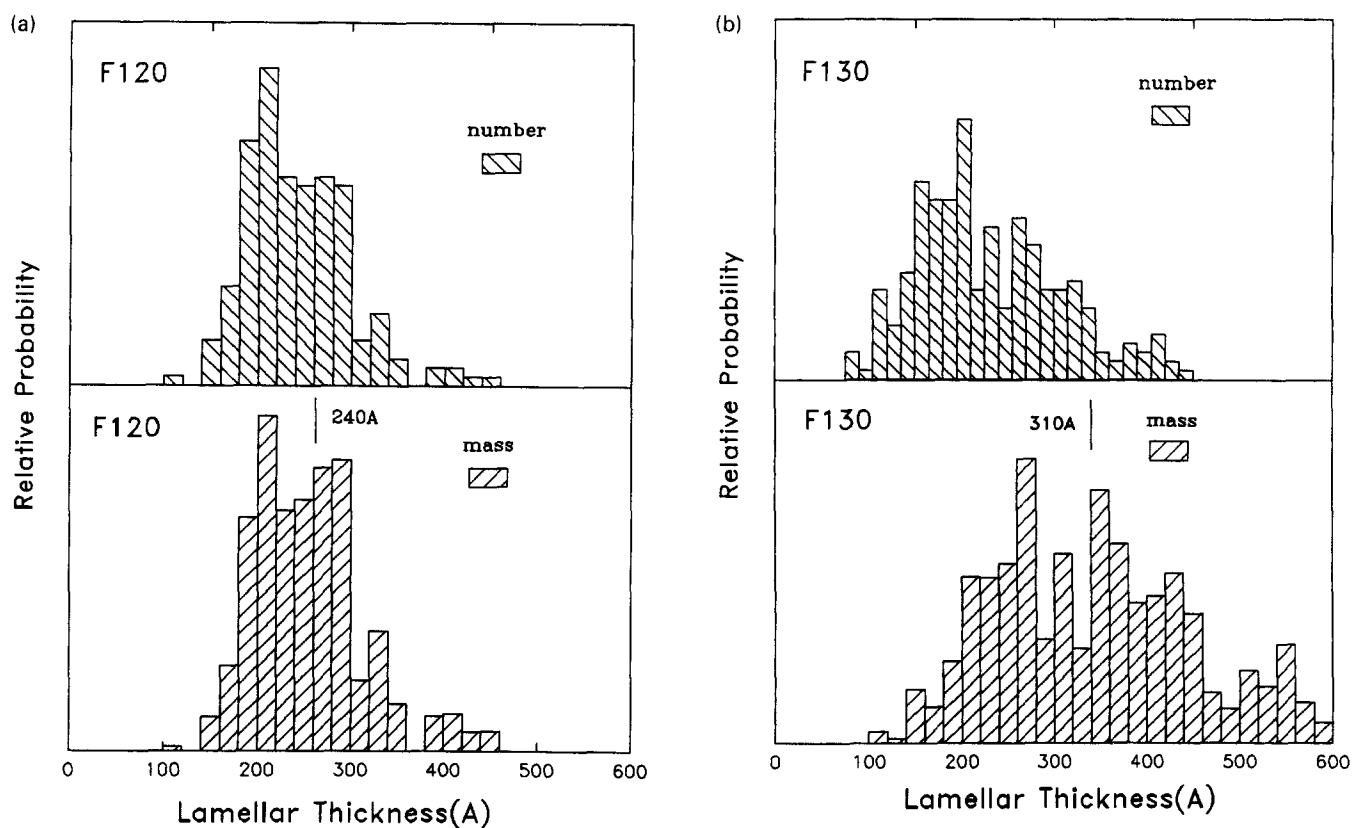 (a)
F120
number
Relative Probability
F120
240A
mass
0 100 200 300 400 500 600
Lamellar Thickness(A)
(b)
F130
number
Relative Probability
F130
310A
mass
0 100 200 300 400 500 600
Lamellar Thickness(A)